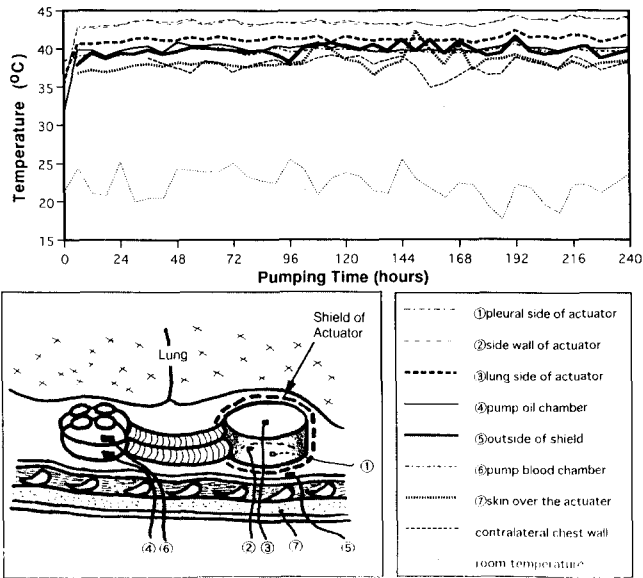 45
40
35
30
25
20
15
Temperature (°C)
0 24 48 72 96 120 144 168 192 216 240
Pumping Time (hours)
Shield of
Actuator
Lung
①
④ ⑥ ② ③ ⑦ ⑤
①pleural side of actuator
②side wall of actuator
③lung side of actuator
④pump oil chamber
⑤outside of shield
⑥pump blood chamber
⑦skin over the actuater
contralateral chest wall
room temperature